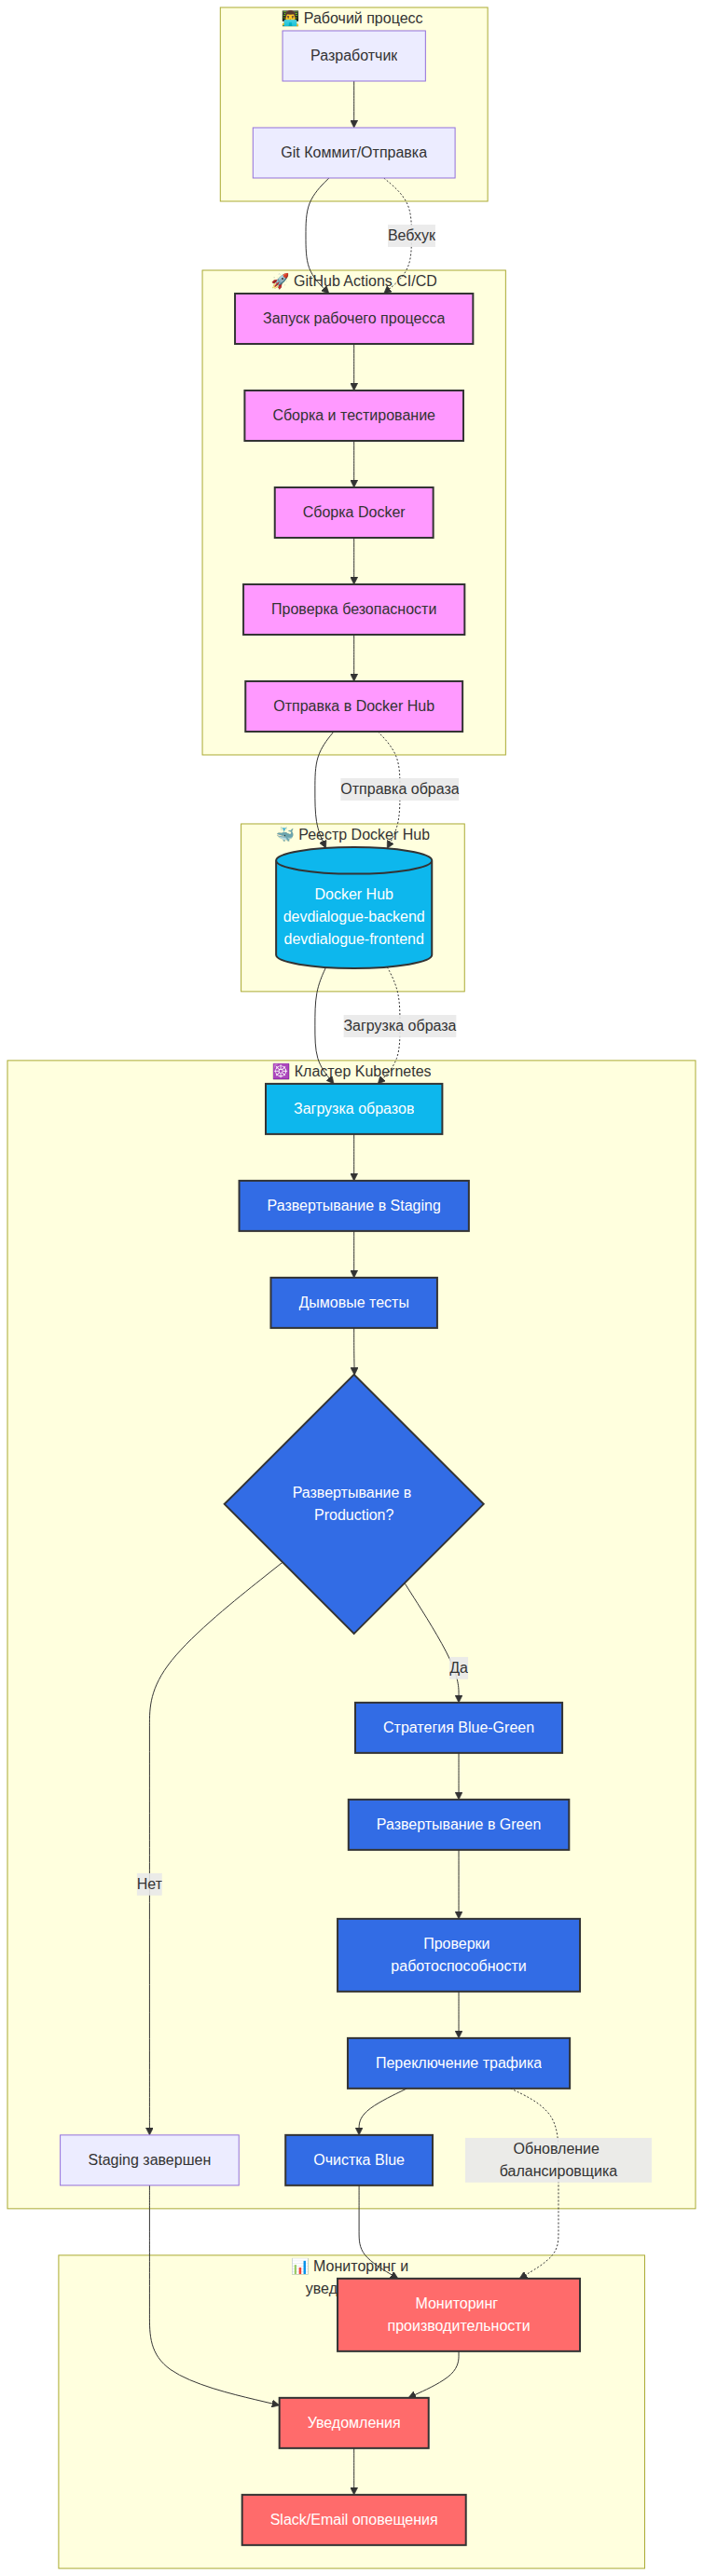 👨‍💻 Рабочий процесс
Разработчик
Git Коммит/Отправка
Вебхук
🚀 GitHub Actions CI/CD
Запуск рабочего процесса
Сборка и тестирование
Сборка Docker
Проверка безопасности
Отправка в Docker Hub
Отправка образа
🐳 Реестр Docker Hub
Docker Hub
devdialogue-backend
devdialogue-frontend
Загрузка образа
☸️ Кластер Kubernetes
Загрузка образов
Развертывание в Staging
Дымовые тесты
Развертывание в
Production?
Да
Стратегия Blue-Green
Развертывание в Green
Нет
Проверки
работоспособности
Переключение трафика
Staging завершен
Очистка Blue
Обновление
балансировщика
📊 Мониторинг и
Мониторинг
производительности
Уведомления
Slack/Email оповещения